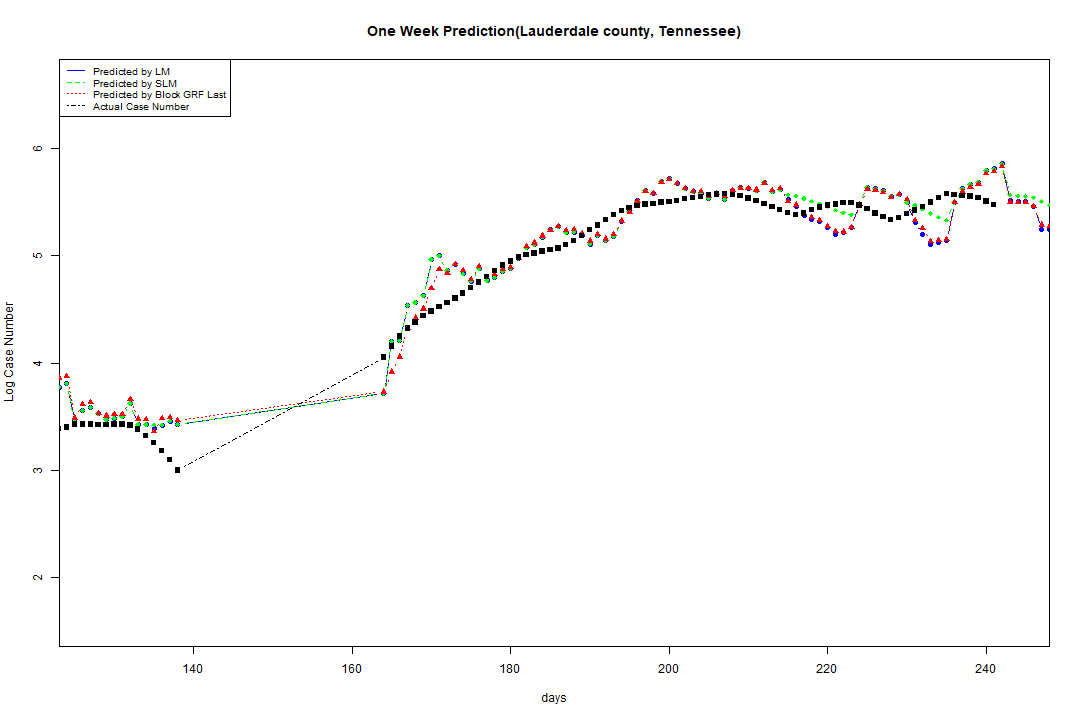 One Week Prediction(Lauderdale county, Tennessee)
Predicted by LM
Predicted by SLM
Predicted by Block GRF Last
Actual Case Number
Log Case Number
6
5
4
3
2
140 160 180 200 220 240
days